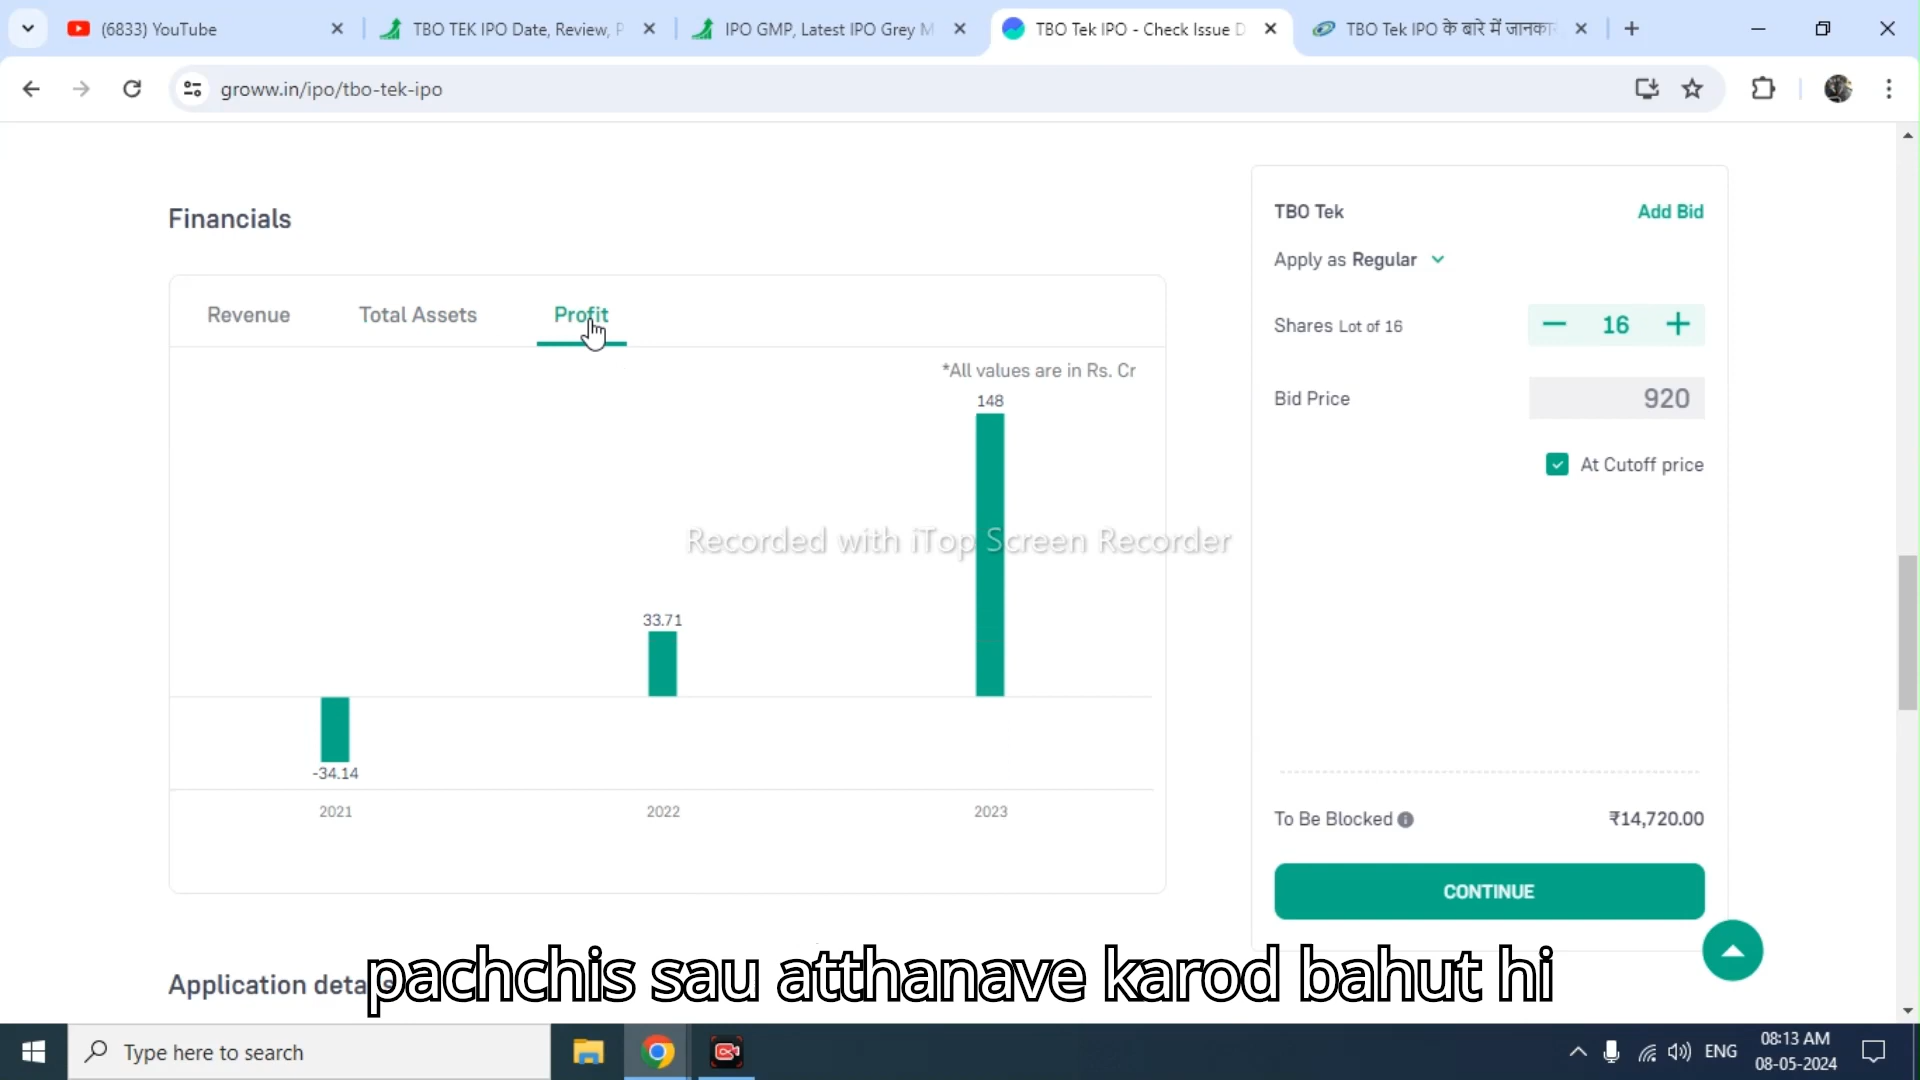 (6833) YouTube
TBO TEK IPO Date, Review, P
IPO GMP, Latest IPO Grey M
TBO Tek IPO - Check Issue D
TBO Tek IPO के बारे में जानकार
groww.in/ipo/tbo-tek-ipo
Financials
Revenue
Total Assets
Profit
*All values are in Rs. Cr
148
33.71
-34.14
2021
2022
2023
TBO Tek
Add Bid
Apply as Regular
Shares Lot of 16
16
Bid Price
920
At Cutoff price
To Be Blocked
₹14,720.00
CONTINUE
Recorded with iTop Screen Recorder
Application details
pachchis sau atthanave karod bahut hi
Type here to search
ENG
08:13 AM
08-05-2024